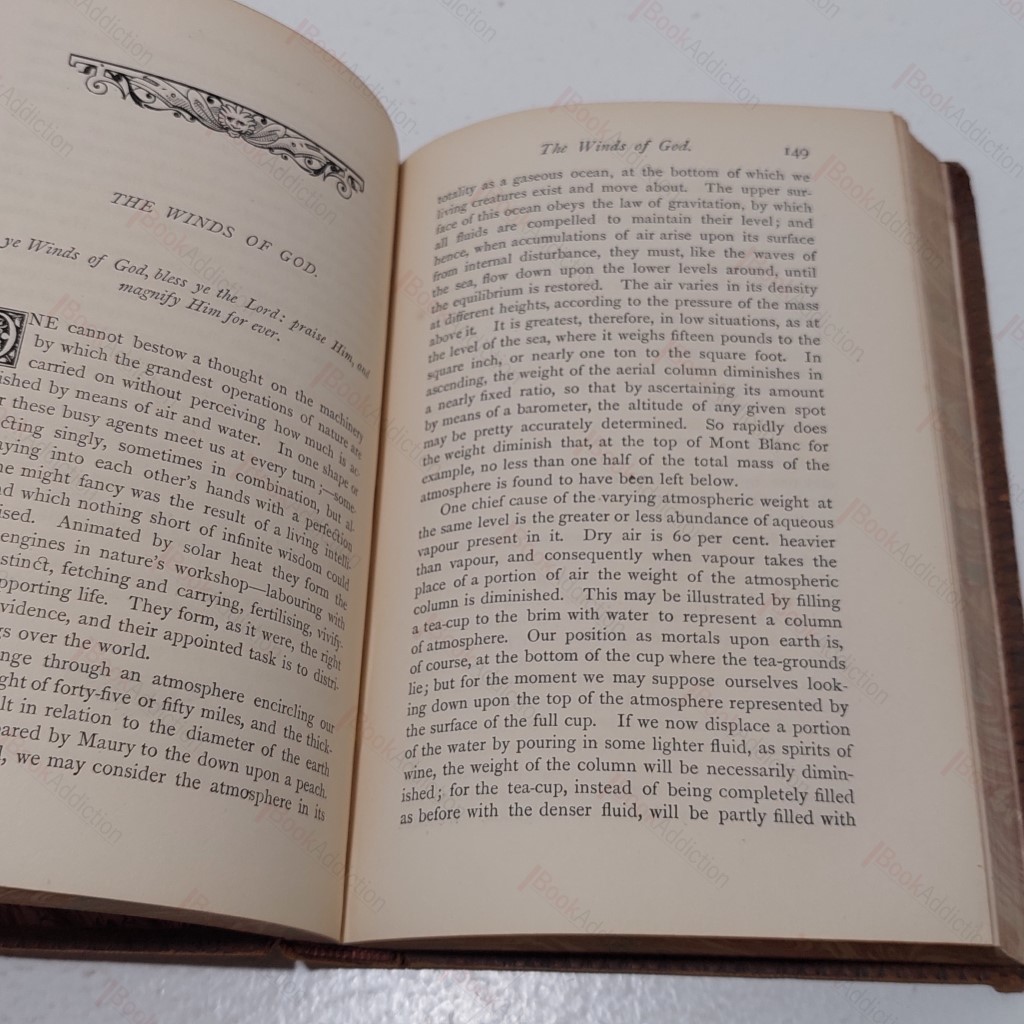 THE WINDS OF GOD.
ye Winds of God, bless ye the Lord: praise Him, and
magnify Him for ever.
ONE cannot bestow a thought on the machinery
by which the grandest operations of nature are
carried on without perceiving how much is ac-
ished by means of air and water. In one shape or
r these busy agents meet us at every turn;—some-
cting singly, sometimes in combination, but al-
aying into each other's hands with a perfection
ne might fancy was the result of a living intelli-
nd which nothing short of infinite wisdom could
ised. Animated by solar heat they form the
engines in nature's workshop—labouring with
stinct, fetching and carrying, fertilising, vivify-
pporting life. They form, as it were, the right
vidence, and their appointed task is to distri-
gs over the world.
nge through an atmosphere encircling our
ght of forty-five or fifty miles, and the thick-
lt in relation to the diameter of the earth
eared by Maury to the down upon a peach.
, we may consider the atmosphere in its
The Winds of God. 149
totality as a gaseous ocean, at the bottom of which we
living creatures exist and move about. The upper sur-
face of this ocean obeys the law of gravitation, by which
all fluids are compelled to maintain their level; and
hence, when accumulations of air arise upon its surface
from internal disturbance, they must, like the waves of
the sea, flow down upon the lower levels around, until
the equilibrium is restored. The air varies in its density
at different heights, according to the pressure of the mass
above it. It is greatest, therefore, in low situations, as at
the level of the sea, where it weighs fifteen pounds to the
square inch, or nearly one ton to the square foot. In
ascending, the weight of the aerial column diminishes in
a nearly fixed ratio, so that by ascertaining its amount
by means of a barometer, the altitude of any given spot
may be pretty accurately determined. So rapidly does
the weight diminish that, at the top of Mont Blanc for
example, no less than one half of the total mass of the
atmosphere is found to have been left below.
One chief cause of the varying atmospheric weight at
the same level is the greater or less abundance of aqueous
vapour present in it. Dry air is 60 per cent. heavier
than vapour, and consequently when vapour takes the
place of a portion of air the weight of the atmospheric
column is diminished. This may be illustrated by filling
a tea-cup to the brim with water to represent a column
of atmosphere. Our position as mortals upon earth is,
of course, at the bottom of the cup where the tea-grounds
lie; but for the moment we may suppose ourselves look-
ing down upon the top of the atmosphere represented by
the surface of the full cup. If we now displace a portion
of the water by pouring in some lighter fluid, as spirits of
wine, the weight of the column will be necessarily dimin-
ished; for the tea-cup, instead of being completely filled
as before with the denser fluid, will be partly filled with
BookAddiction